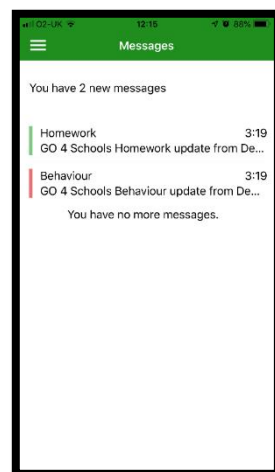 O2-UK 12:15 88%
Messages
You have 2 new messages
Homework 3:19
GO 4 Schools Homework update from De...
Behaviour 3:19
GO 4 Schools Behaviour update from De...
You have no more messages.